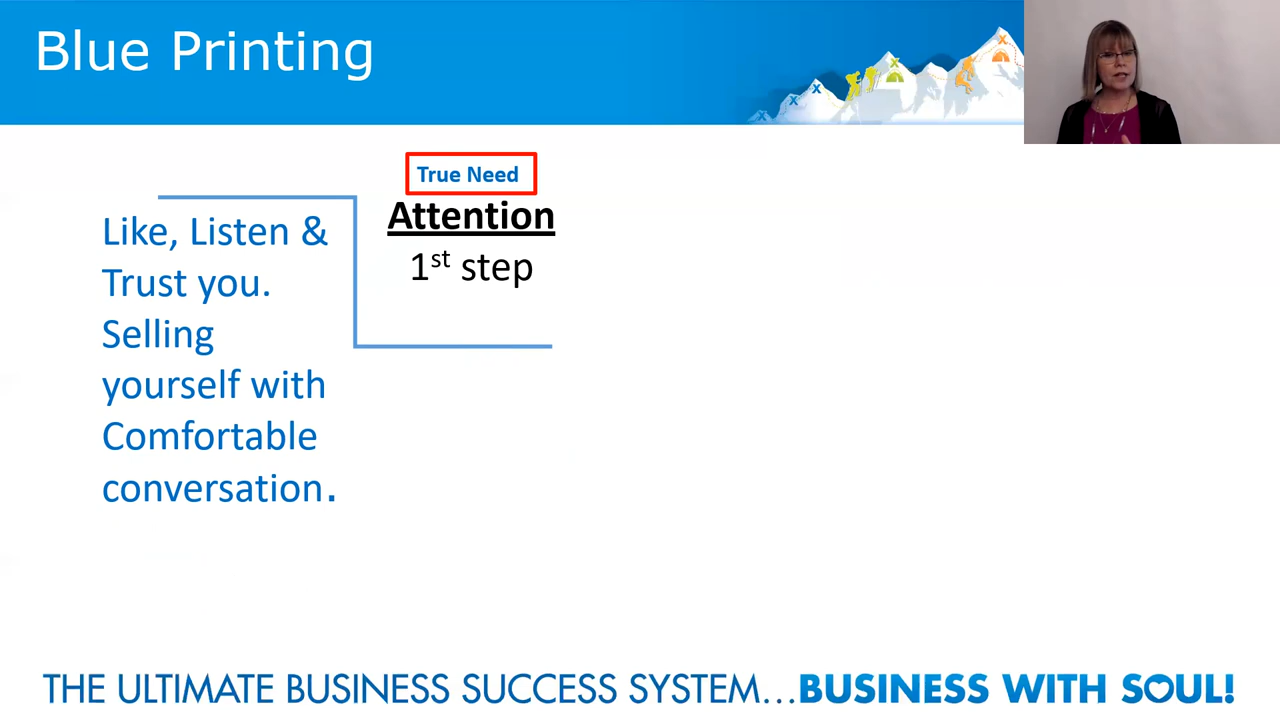 Blue Printing
True Need
Attention
1st step
Like, Listen &
Trust you.
Selling
yourself with
Comfortable
conversation.
THE ULTIMATE BUSINESS SUCCESS SYSTEM...BUSINESS WITH SOUL!